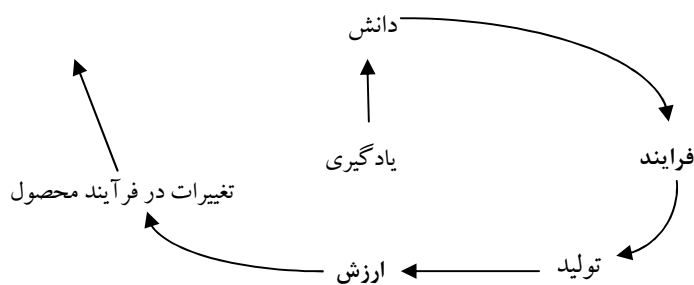 دانش
یادگیری
فرایند
تغییرات در فرآیند محصول
تولید
ارزش